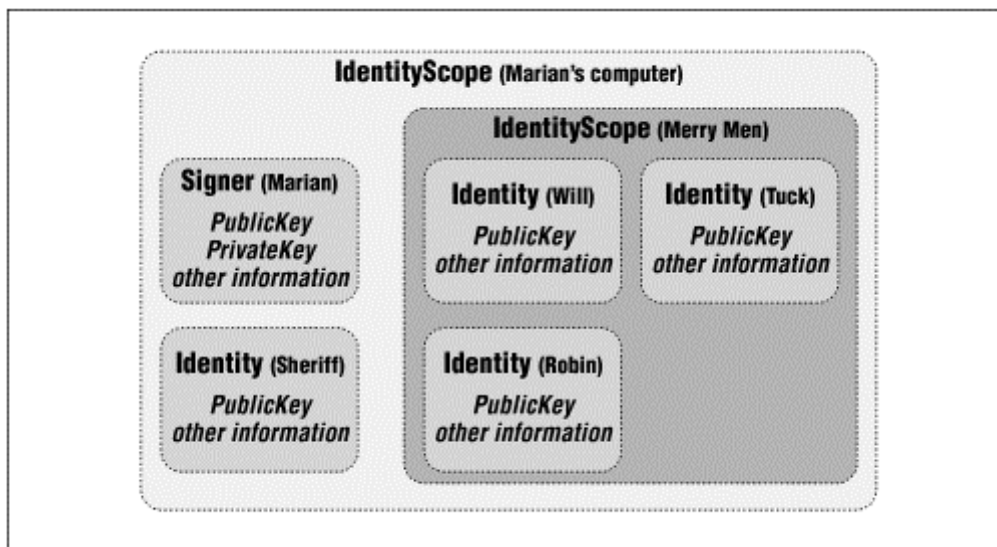 IdentityScope (Marian's computer)
IdentityScope (Merry Men)
Signer (Marian)
PublicKey
PrivateKey
other information
Identity (Will)
PublicKey
other information
Identity (Tuck)
PublicKey
other information
Identity (Sheriff)
PublicKey
other information
Identity (Robin)
PublicKey
other information